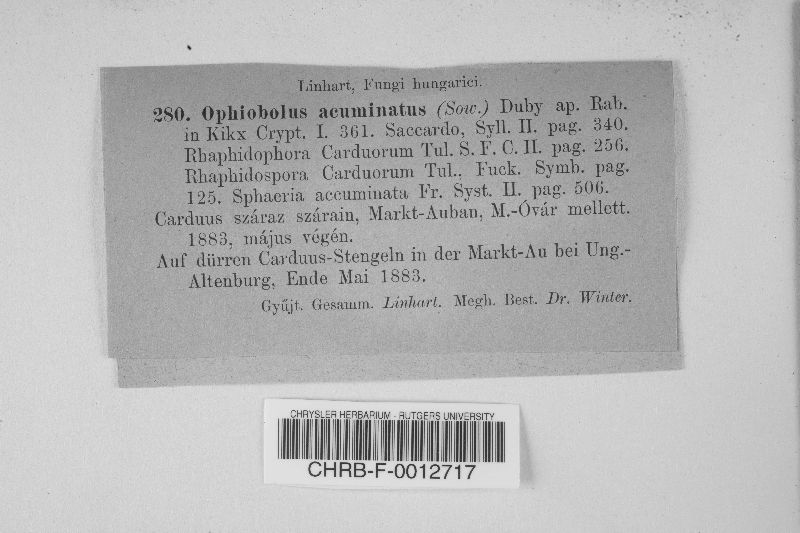 Linhart, Fungi hungarici.
280. Ophiobolus acuminatus (Sow.) Duby ap. Rab.
in Kikx Crypt. I. 361. Saccardo, Syll. II. pag. 340.
Rhaphidophora Carduorum Tul. S. F. C. II. pag. 256.
Rhaphidospora Carduorum Tul., Fuck. Symb. pag.
125. Sphaeria accuminata Fr. Syst. II. pag. 506.
Carduus száraz szárain, Markt-Auban, M.-Óvár mellett.
1883, május végén.
Auf dürren Carduus-Stengeln in der Markt-Au bei Ung.-
Altenburg, Ende Mai 1883.
Gyűjt. Gesamm. Linhart. Megh. Best. Dr. Winter.
CHRYSLER HERBARIUM - RUTGERS UNIVERSITY
CHRB-F-0012717